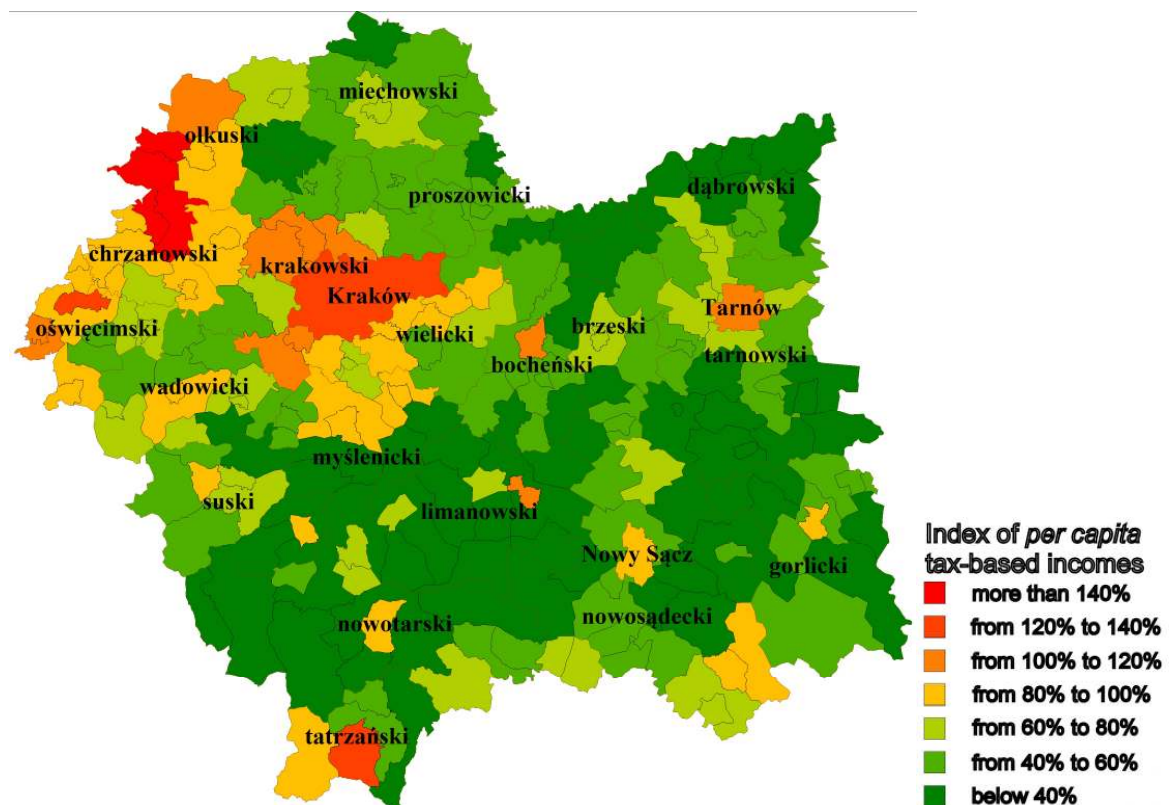 miechowski
olkuski
dąbrowski
proszowicki
chrzanowski
krakowski
Kraków
Tarnów
oświęcimski
wielicki
brzeski
tarnowski
bocheński
wadowicki
myślenicki
suski
limanowski
Nowy Sącz
gorlicki
nowotarski
nowosądecki
tatrzański
Index of per capita
tax-based incomes
more than 140%
from 120% to 140%
from 100% to 120%
from 80% to 100%
from 60% to 80%
from 40% to 60%
below 40%